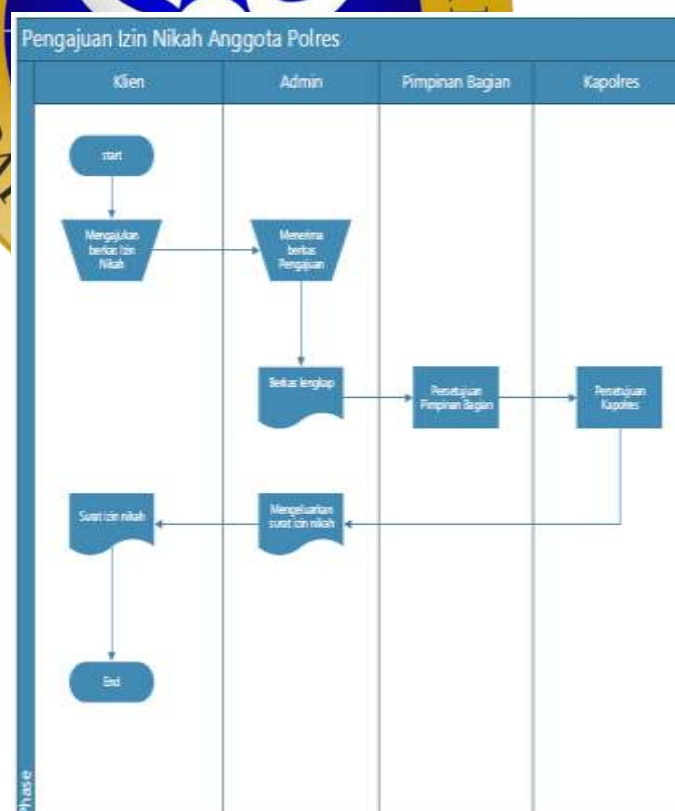 Pengajuan Izin Nikah Anggota Polres
Klien
Admin
Pimpinan Bagian
Kapolres
start
Mengajukan
berkas Izin
Nikah
Menerima
berkas
Pengajuan
Berkas lengkap
Persetujuan
Pimpinan Bagian
Persetujuan
Kapolres
Surat izin nikah
Mengeluarkan
surat izin nikah
End
Phase